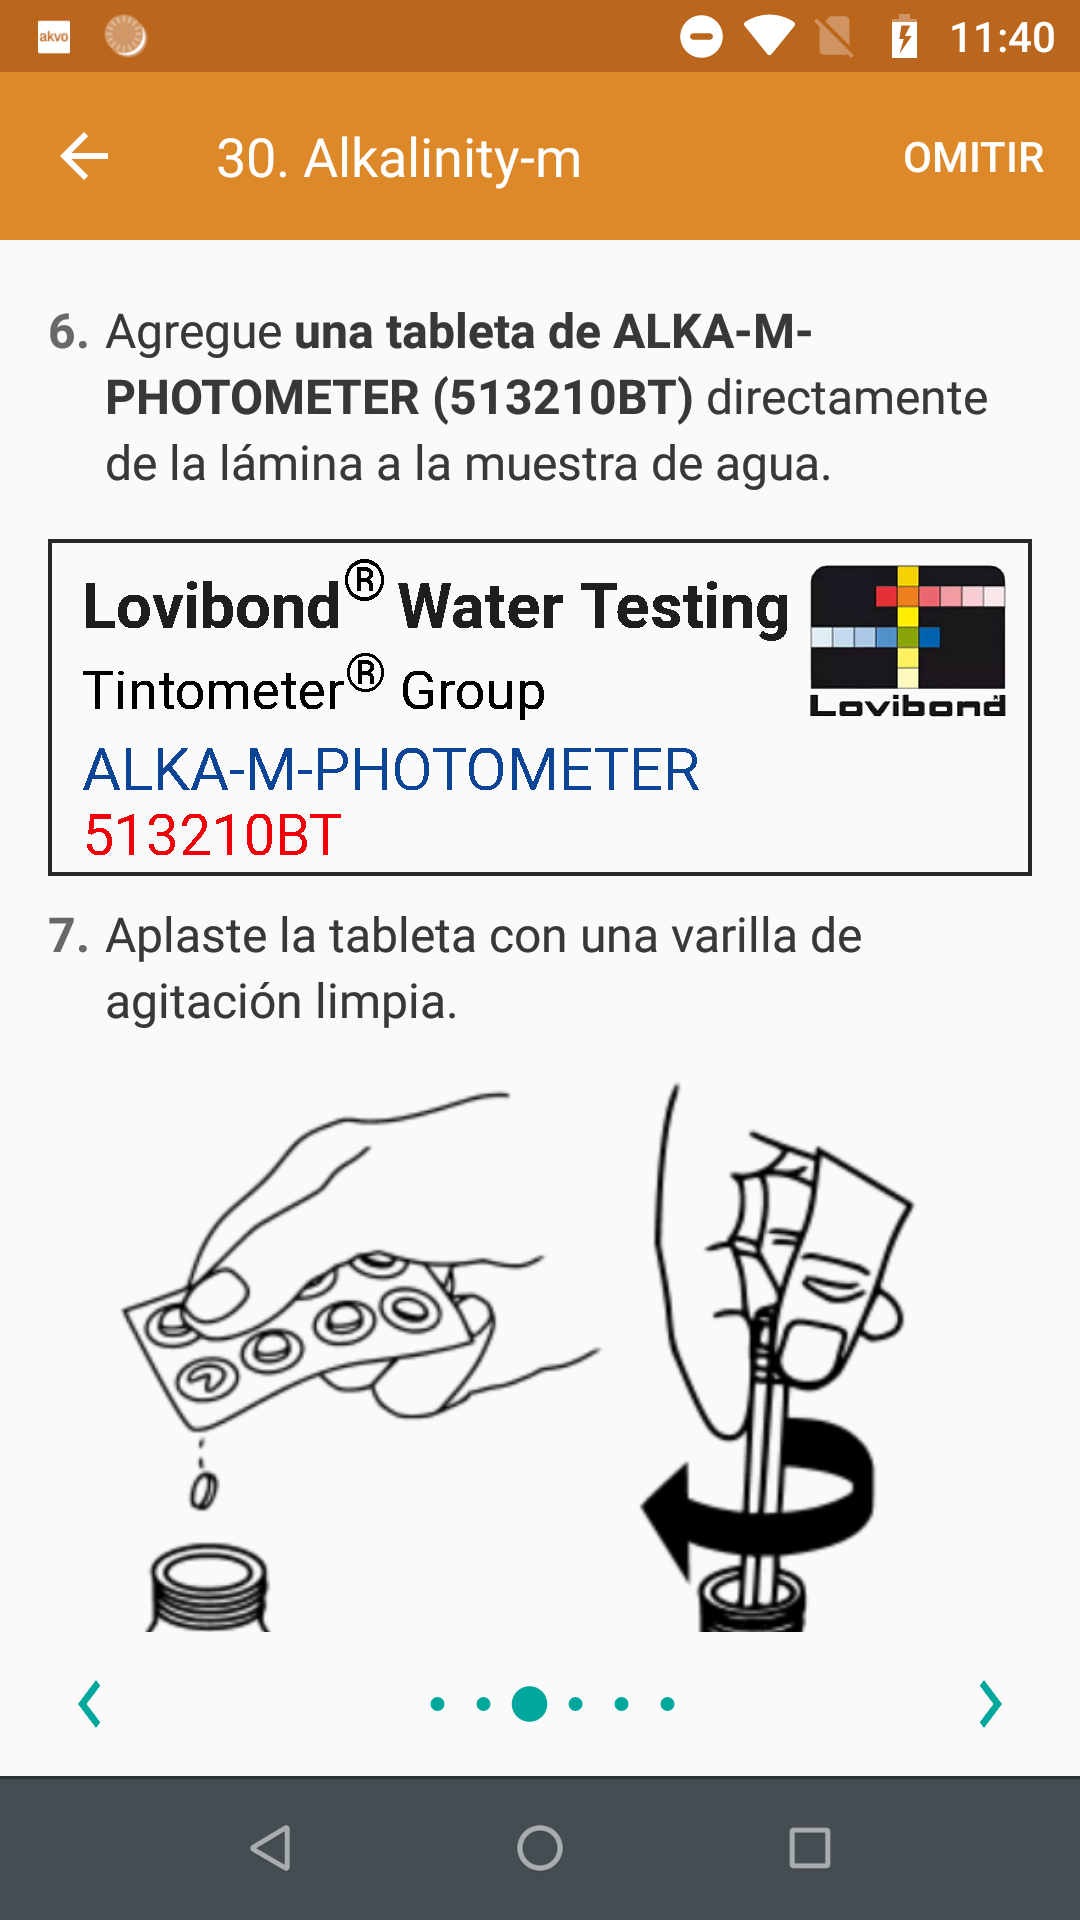 akvo
11:40
30. Alkalinity-m
OMITIR
6. Agregue una tableta de ALKA-M-
PHOTOMETER (513210BT) directamente
de la lámina a la muestra de agua.
Lovibond® Water Testing
Tintometer® Group
Lovibond
ALKA-M-PHOTOMETER
513210BT
7. Aplaste la tableta con una varilla de
agitación limpia.